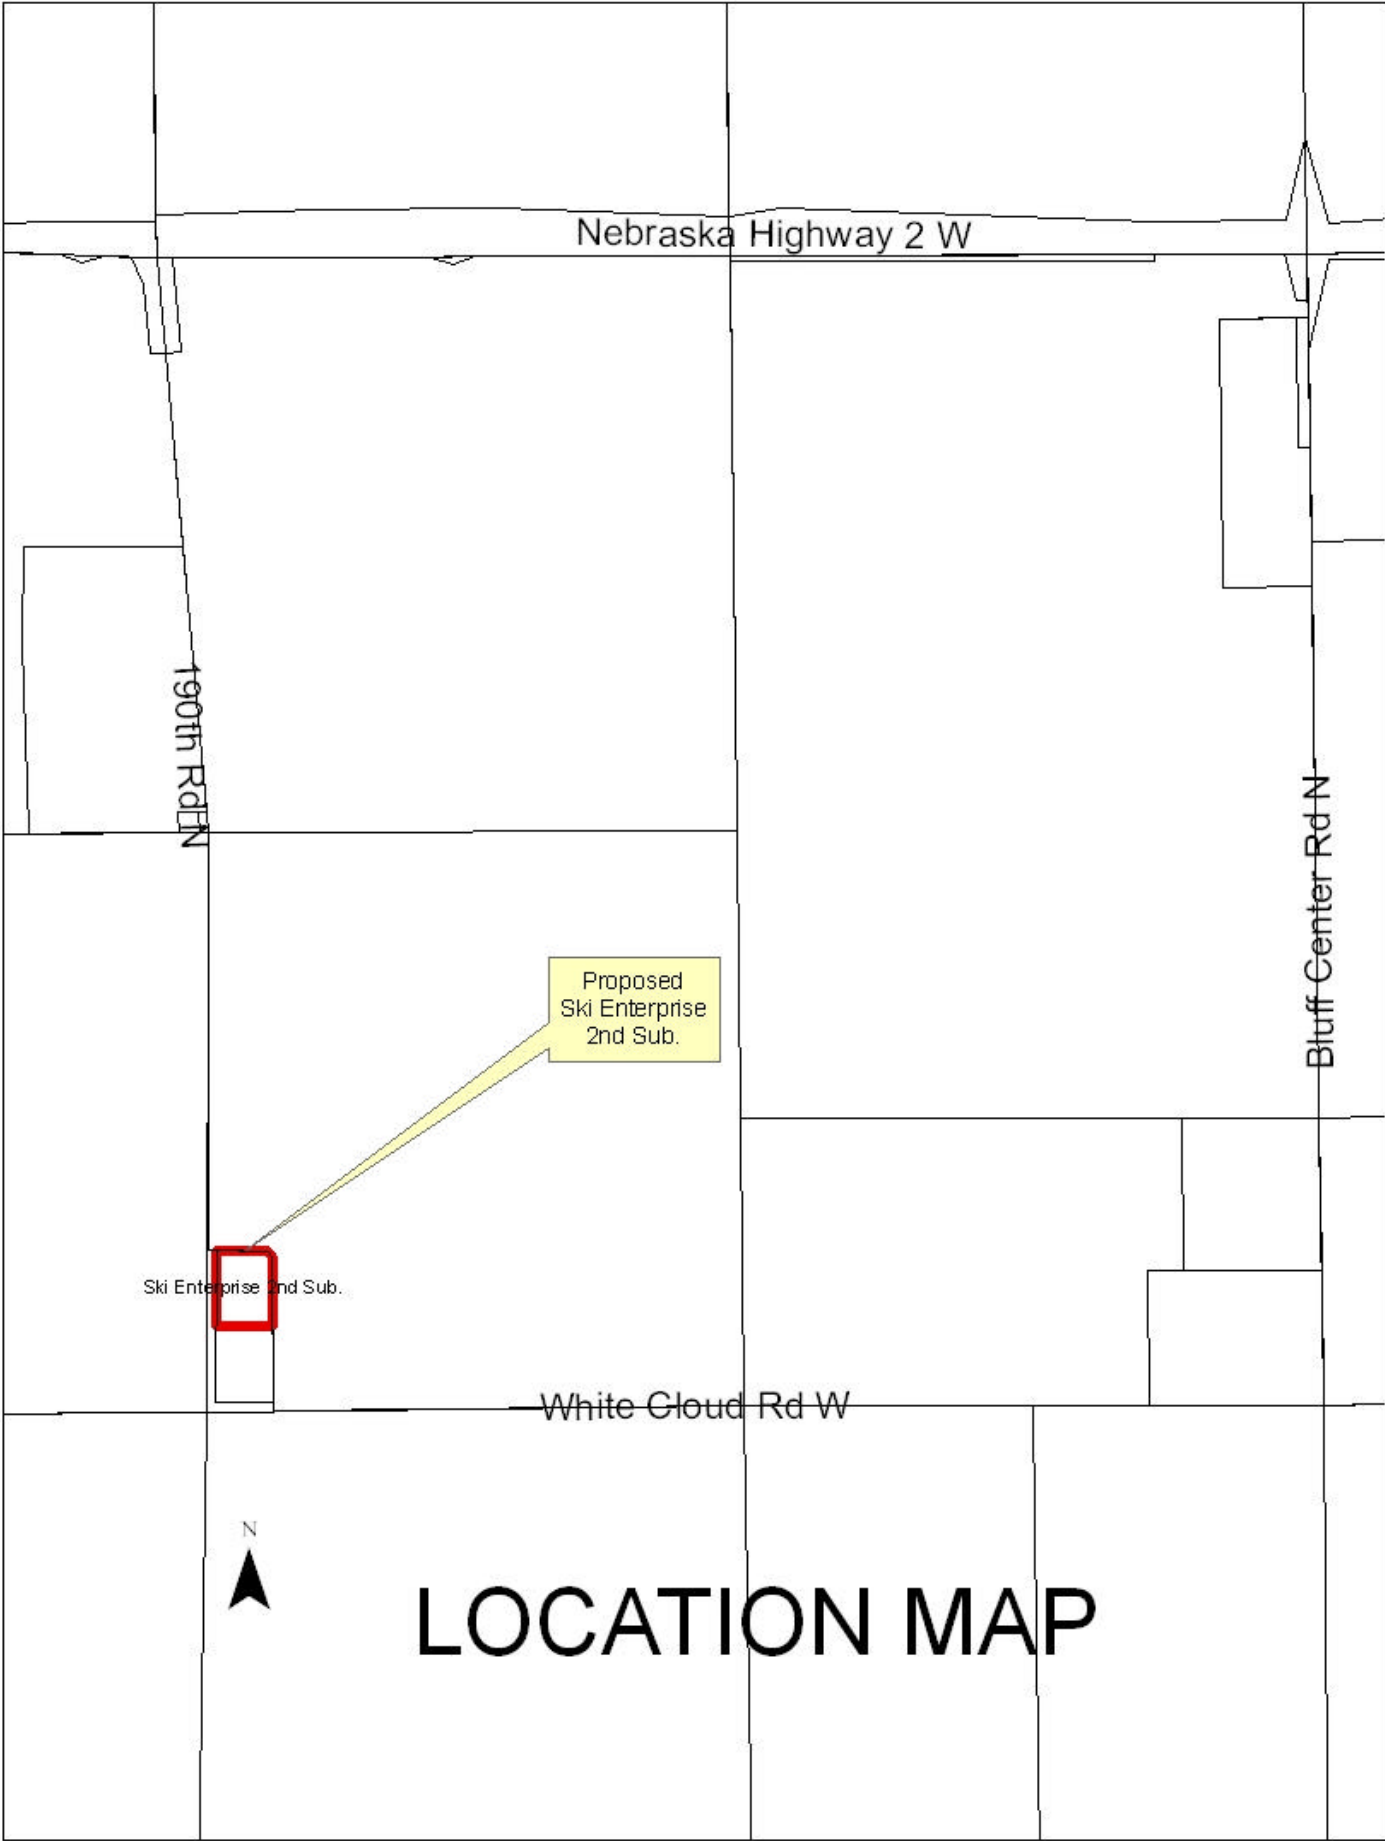 Nebraska Highway 2 W
190th Rd N
Bluff Center Rd N
Proposed
Ski Enterprise
2nd Sub.
Ski Enterprise 2nd Sub.
White Cloud Rd W
N
LOCATION MAP